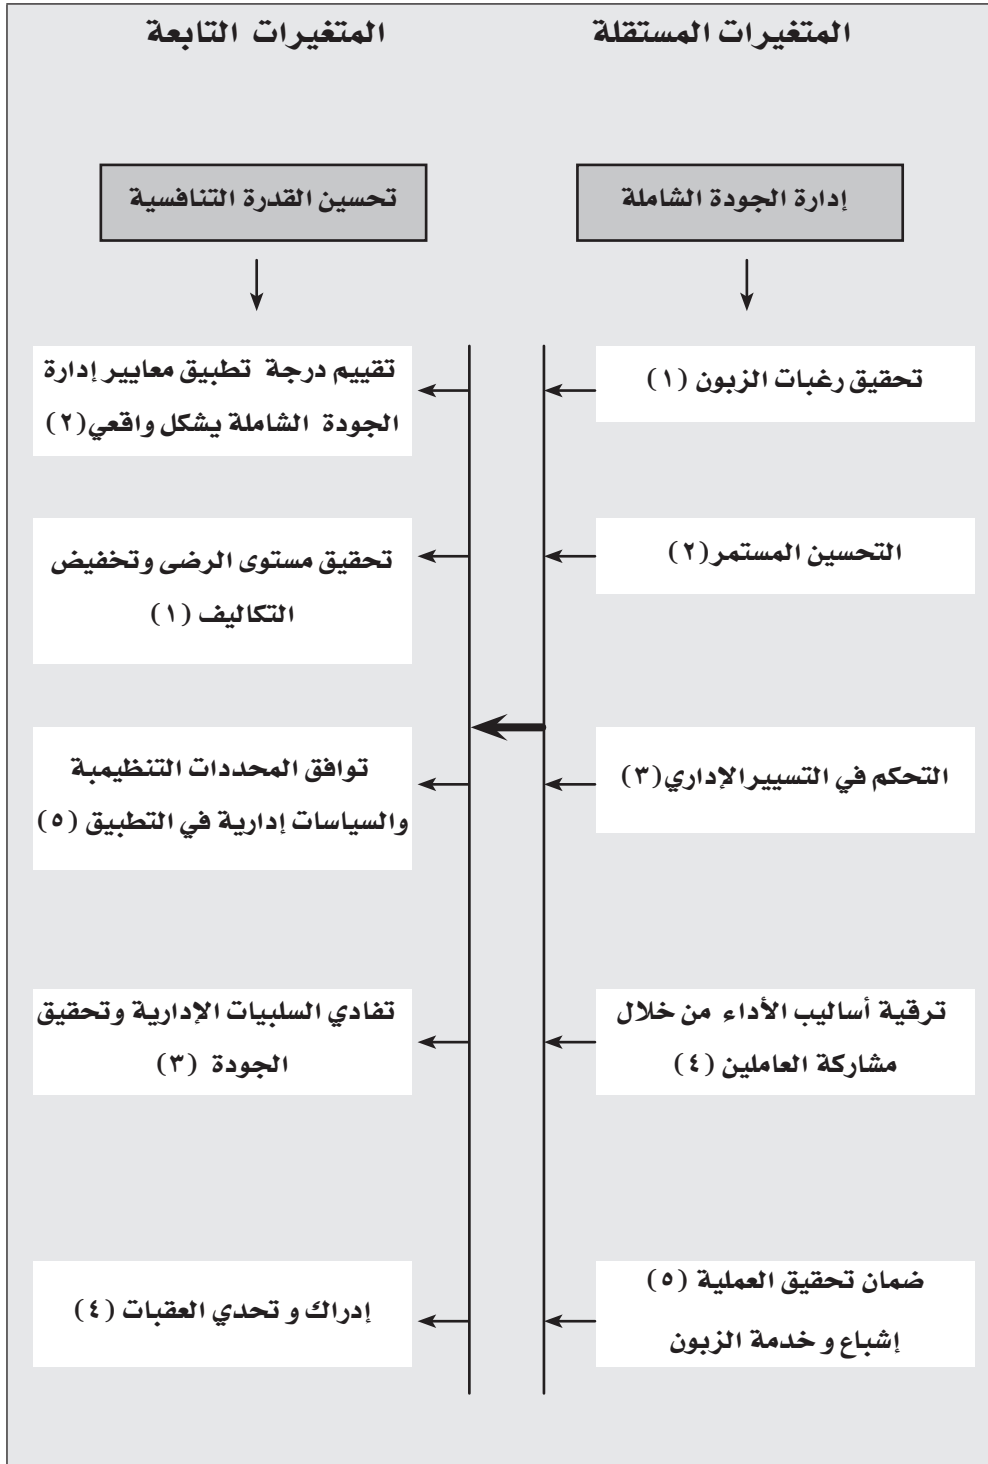 المتغيرات المستقلة
المتغيرات التابعة
إدارة الجودة الشاملة
تحسين القدرة التنافسية
تحقيق رغبات الزبون (١)
تقييم درجة تطبيق معايير إدارة
الجودة الشاملة يشكل واقعي(٢)
التحسين المستمر(٢)
تحقيق مستوى الرضى وتخفيض
التكاليف (١)
التحكم في التسييرالإداري(٣)
توافق المحددات التنظيمبة
والسياسات إدارية في التطبيق (٥)
ترقية أساليب الأداء من خلال
مشاركة العاملين (٤)
تفادي السلبيات الإدارية وتحقيق
الجودة (٣)
ضمان تحقيق العملية (٥)
إشباع و خدمة الزبون
إدراك و تحدي العقبات (٤)